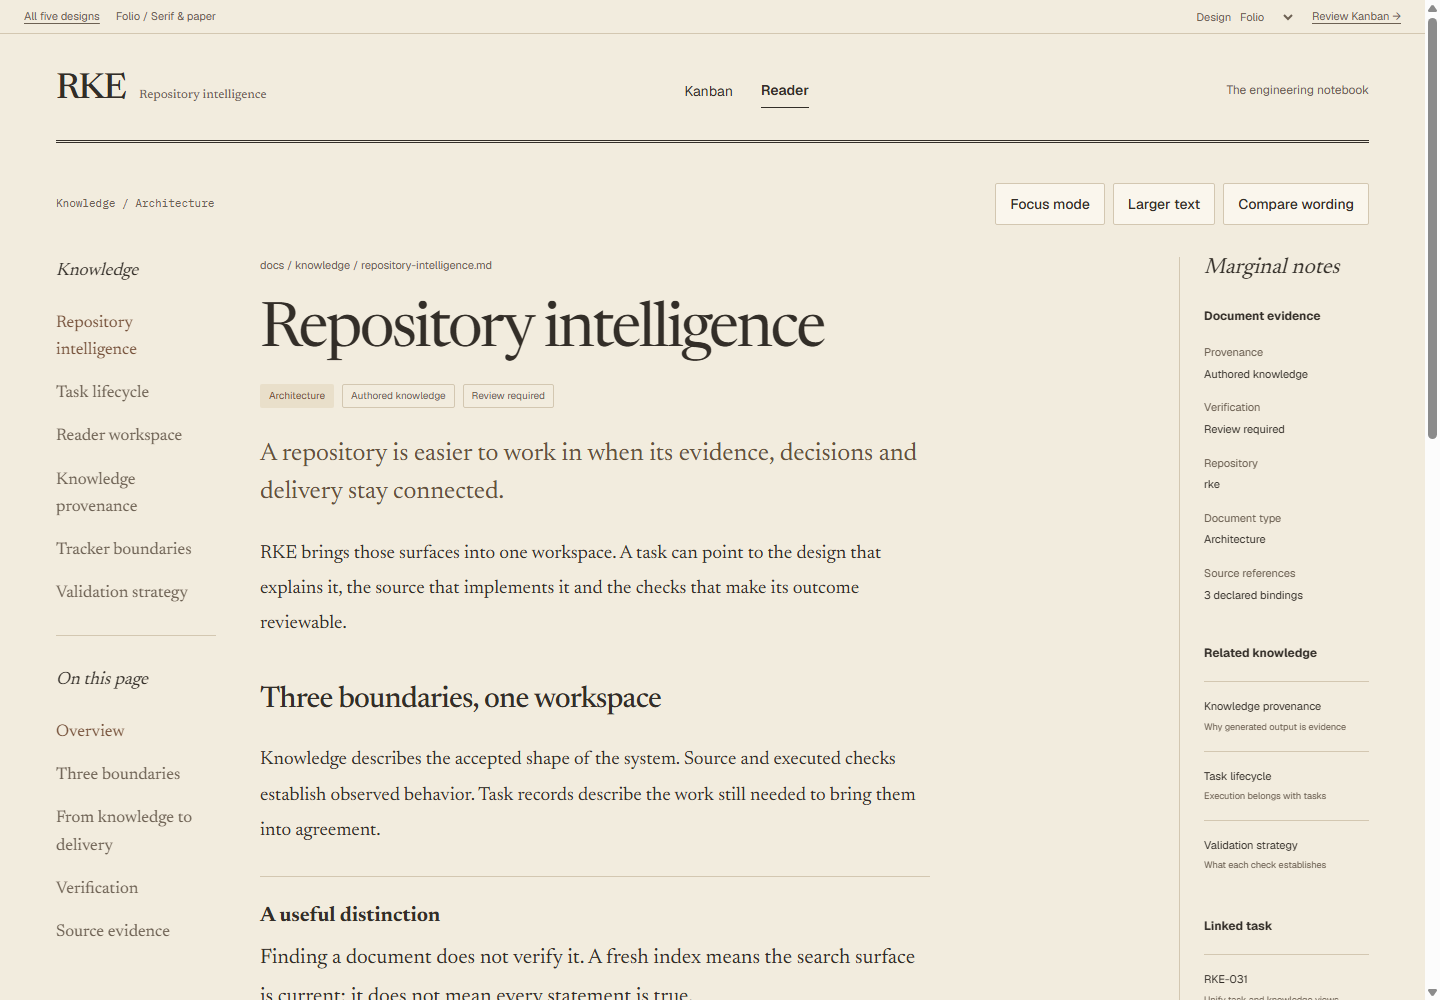 All five designs
Folio / Serif & paper
Design Folio
Review Kanban →
RKE Repository intelligence
Kanban
Reader
The engineering notebook
Knowledge / Architecture
Focus mode
Larger text
Compare wording
Knowledge
Repository
intelligence
Task lifecycle
Reader workspace
Knowledge
provenance
Tracker boundaries
Validation strategy
On this page
Overview
Three boundaries
From knowledge to
delivery
Verification
Source evidence
docs / knowledge / repository-intelligence.md
Repository intelligence
Architecture
Authored knowledge
Review required
A repository is easier to work in when its evidence, decisions and
delivery stay connected.
RKE brings those surfaces into one workspace. A task can point to the design that
explains it, the source that implements it and the checks that make its outcome
reviewable.
Three boundaries, one workspace
Knowledge describes the accepted shape of the system. Source and executed checks
establish observed behavior. Task records describe the work still needed to bring them
into agreement.
A useful distinction
Finding a document does not verify it. A fresh index means the search surface
is current; it does not mean every statement is true.
Marginal notes
Document evidence
Provenance
Authored knowledge
Verification
Review required
Repository
rke
Document type
Architecture
Source references
3 declared bindings
Related knowledge
Knowledge provenance
Why generated output is evidence
Task lifecycle
Execution belongs with tasks
Validation strategy
What each check establishes
Linked task
RKE-031
Unify task and knowledge views